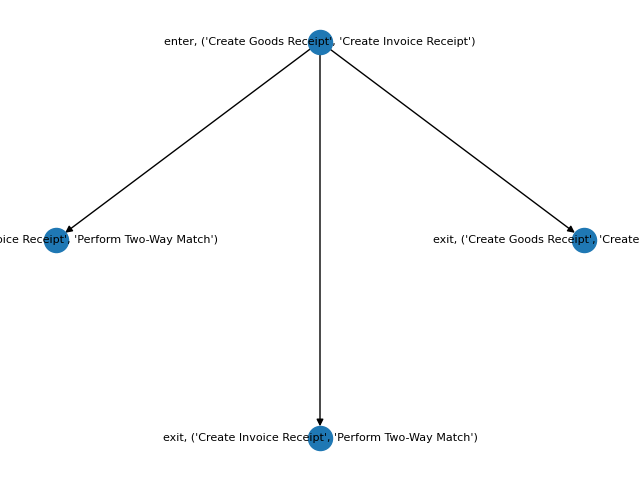 enter, ('Create Goods Receipt', 'Create Invoice Receipt')
Receipt', 'Perform Two-Way Match')
exit, ('Create Goods Receipt', 'Create
exit, ('Create Invoice Receipt', 'Perform Two-Way Match')